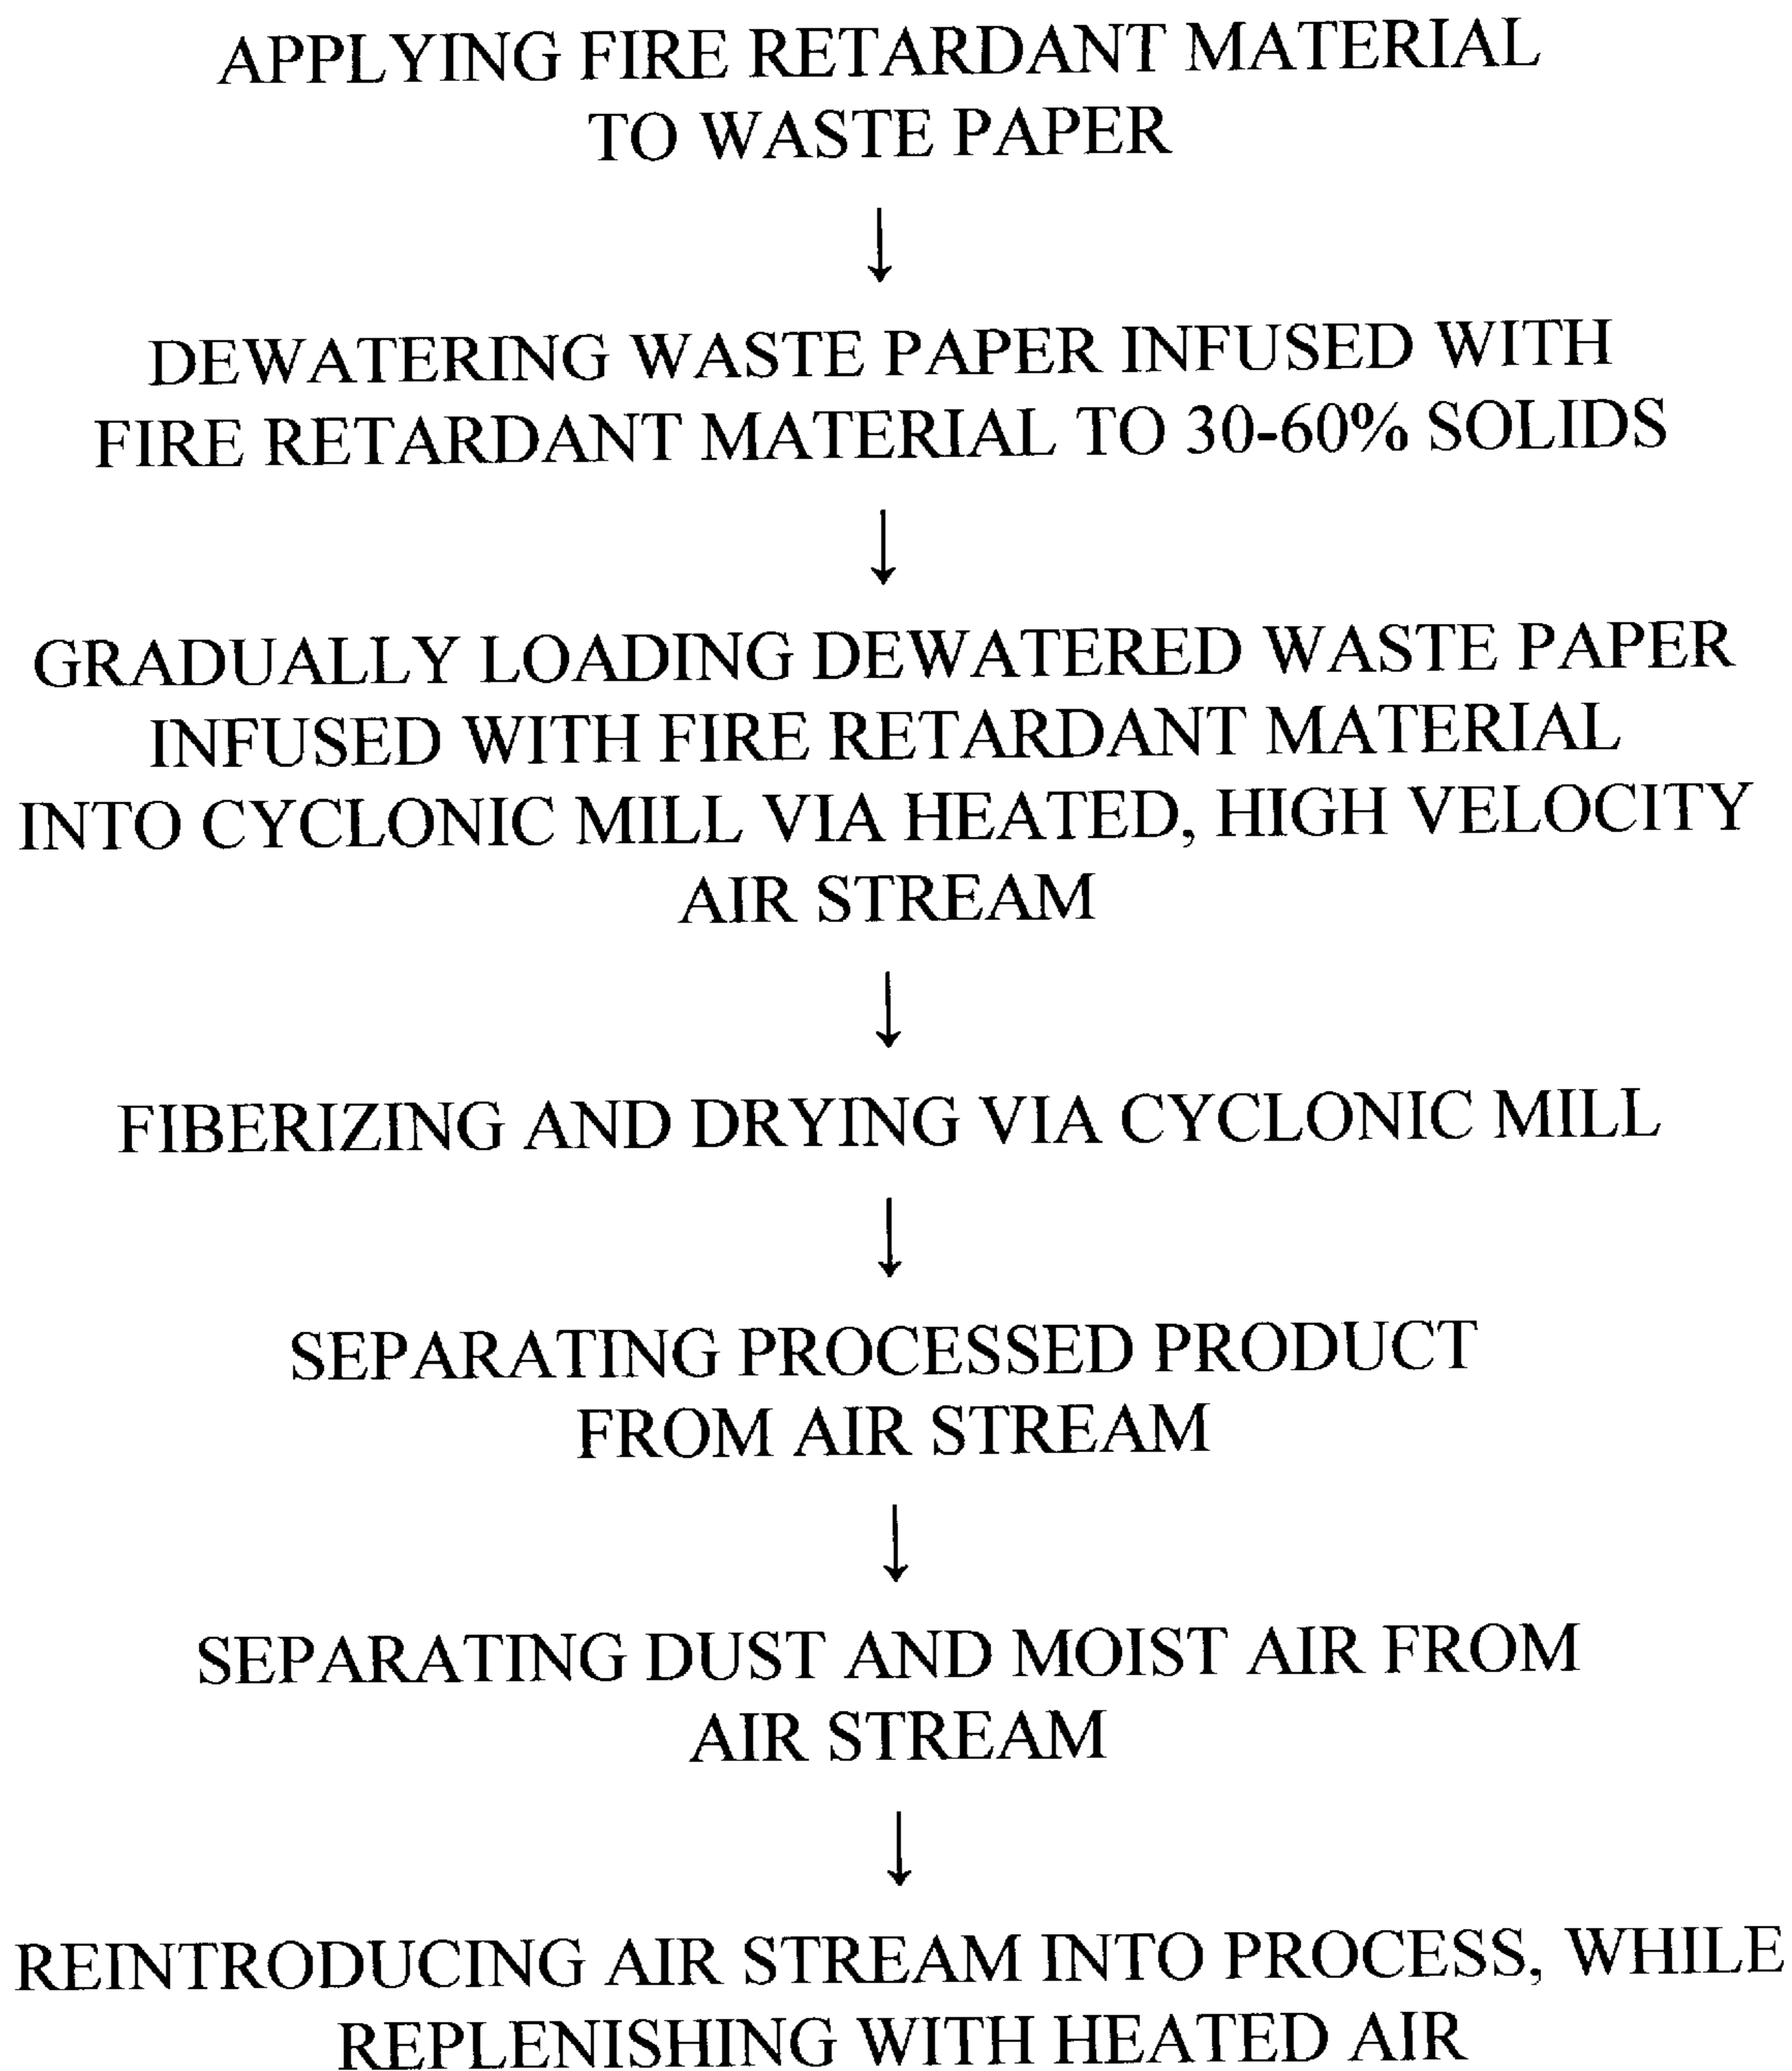 APPLYING FIRE RETARDANT MATERIAL
TO WASTE PAPER
↓
DEWATERING WASTE PAPER INFUSED WITH
FIRE RETARDANT MATERIAL TO 30-60% SOLIDS
↓
GRADUALLY LOADING DEWATERED WASTE PAPER
INFUSED WITH FIRE RETARDANT MATERIAL
INTO CYCLONIC MILL VIA HEATED, HIGH VELOCITY
AIR STREAM
↓
FIBERIZING AND DRYING VIA CYCLONIC MILL
↓
SEPARATING PROCESSED PRODUCT
FROM AIR STREAM
↓
SEPARATING DUST AND MOIST AIR FROM
AIR STREAM
↓
REINTRODUCING AIR STREAM INTO PROCESS, WHILE
REPLENISHING WITH HEATED AIR